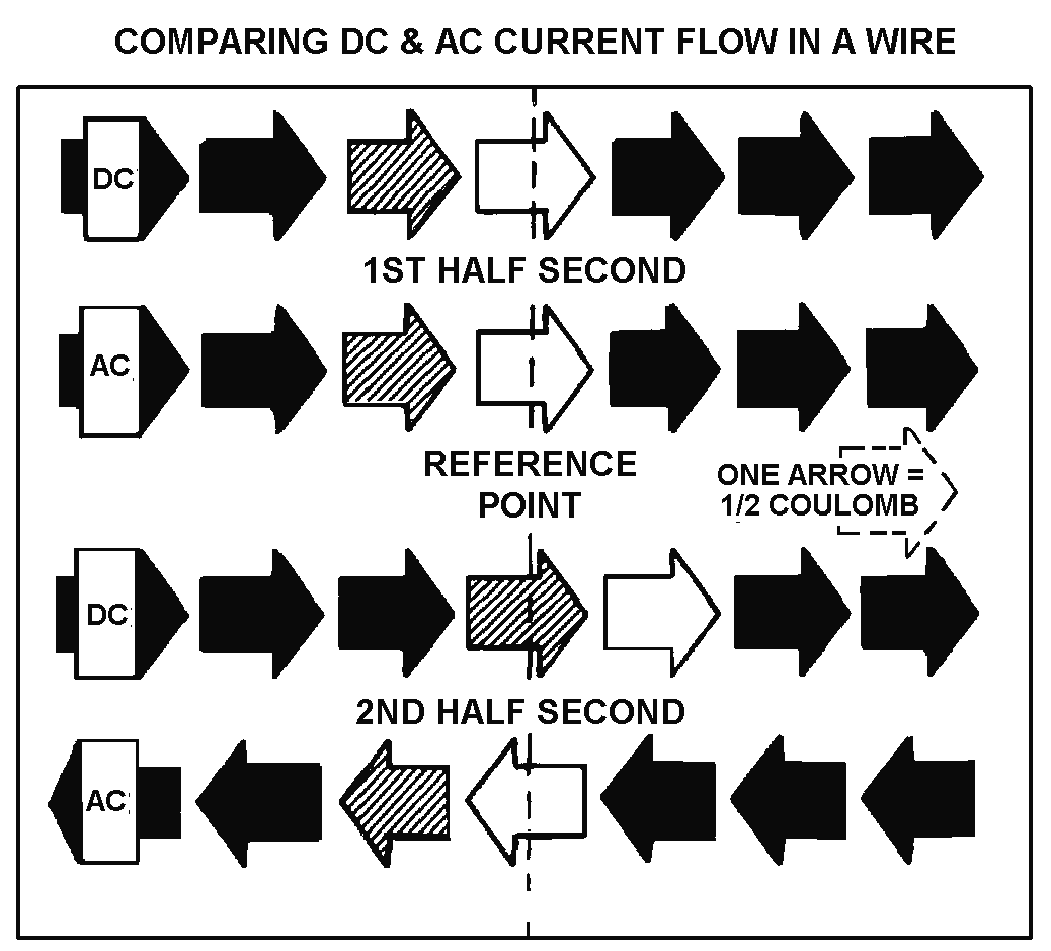 COMPARING DC & AC CURRENT FLOW IN A WIRE
DC
1ST HALF SECOND
AC
REFERENCE
POINT
ONE ARROW =
1/2 COULOMB
DC
2ND HALF SECOND
AC